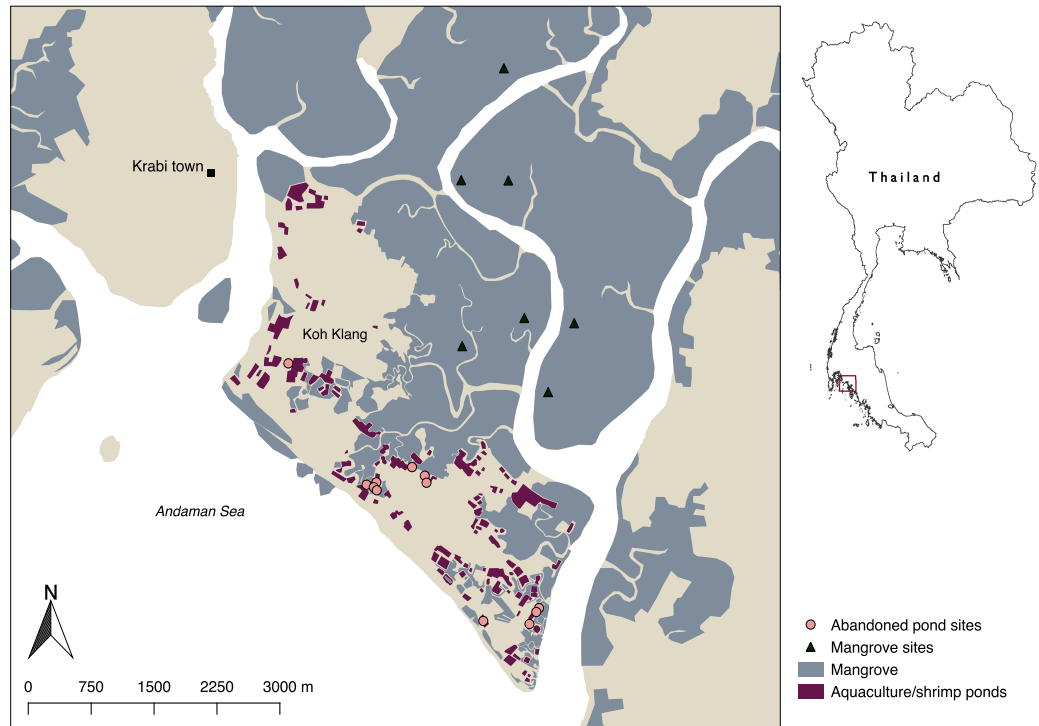 Krabi town
Thailand
Koh Klang
Andaman Sea
N
0 750 1500 2250 3000 m
Abandoned pond sites
Mangrove sites
Mangrove
Aquaculture/shrimp ponds